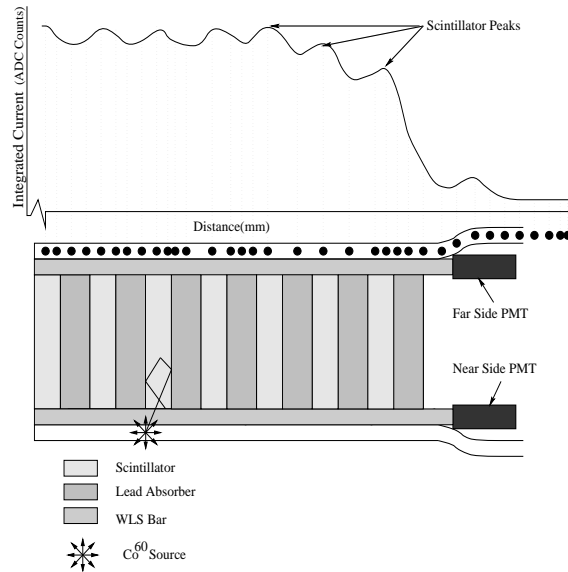 Scintillator Peaks
Integrated Current (ADC Counts)
Distance(mm)
Far Side PMT
Near Side PMT
Scintillator
Lead Absorber
WLS Bar
Co60 Source